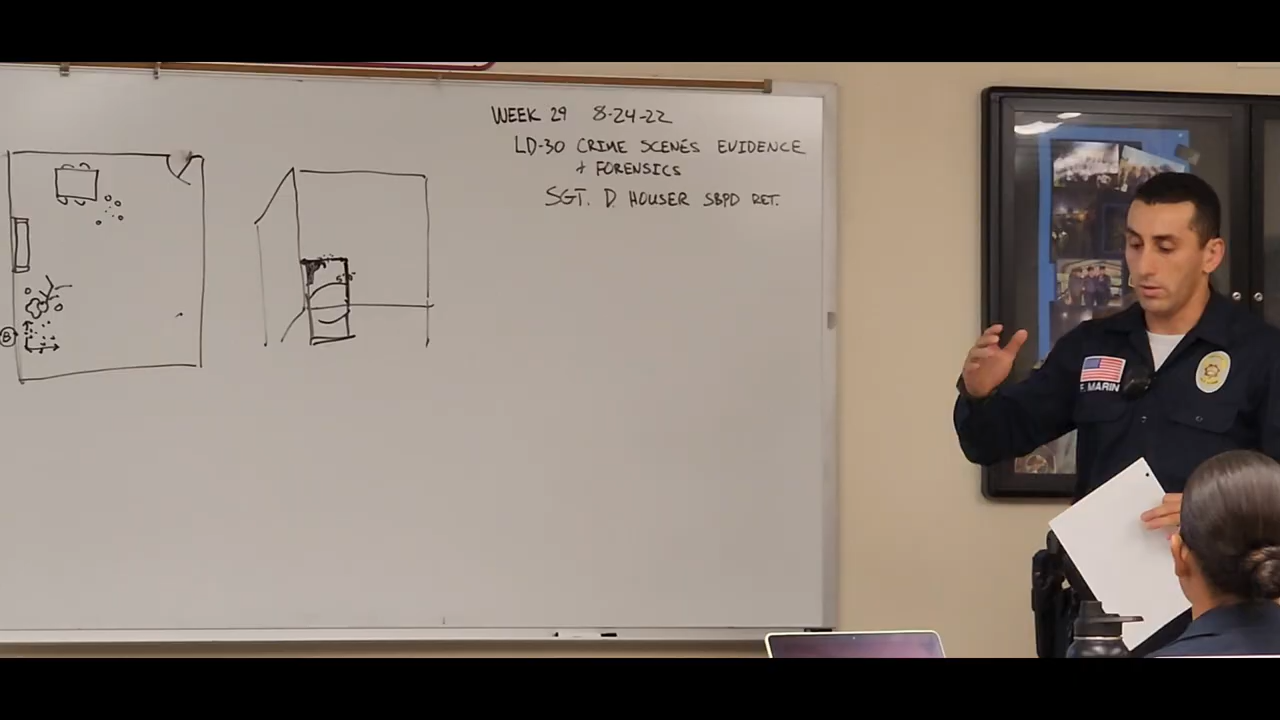 WEEK 29 8-24-22
LD-30 CRIME SCENES EVIDENCE
+ FORENSICS
SGT. D. HOUSER SBPD RET.
B
F. MARIN